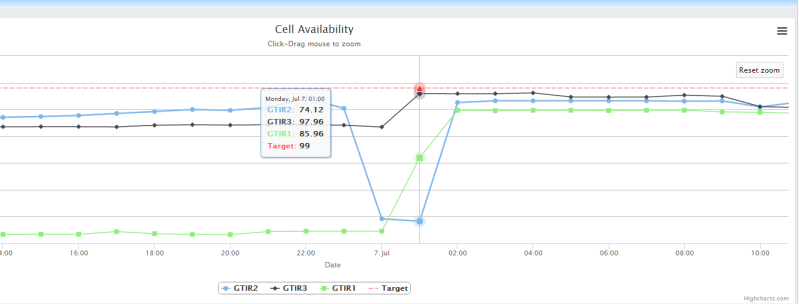 Cell Availability
Click-Drag mouse to zoom
Reset zoom
Monday, Jul 7, 01:00
GTIR2: 74.12
GTIR3: 97.96
GTIR1: 85.96
Target: 99
16:00 18:00 20:00 22:00 7. Jul 02:00 04:00 06:00 08:00 10:00
Date
GTIR2 GTIR3 GTIR1 Target
Highcharts.com